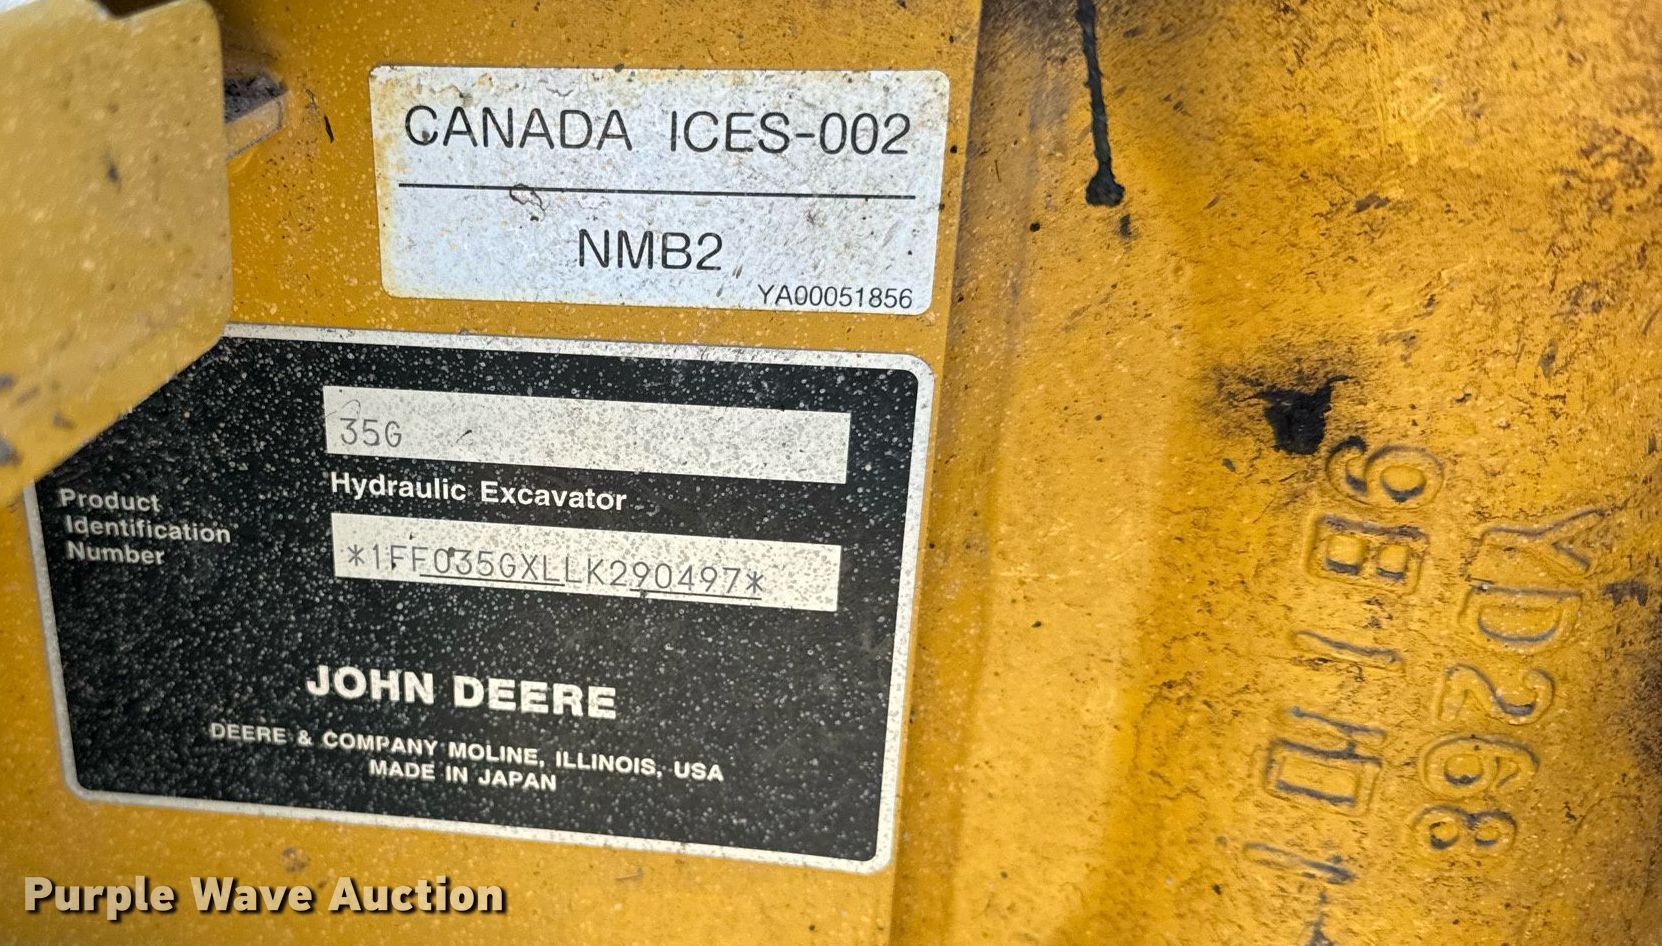 CANADA ICES-002
NMB2
YA00051856
35G
Hydraulic Excavator
Product
Identification
Number
*1FF035GXLLK290497*
JOHN DEERE
DEERE & COMPANY MOLINE, ILLINOIS, USA
MADE IN JAPAN
YD268
Purple Wave Auction